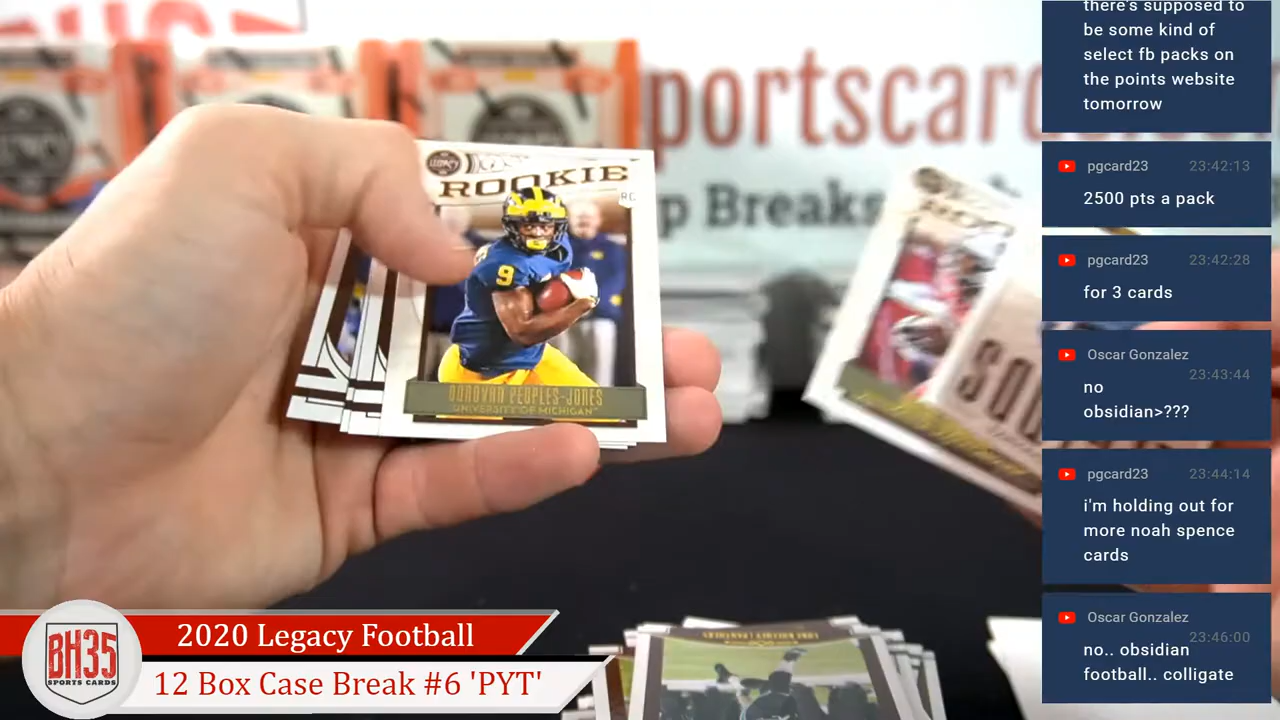 there's supposed to
be some kind of
select fb packs on
the points website
tomorrow
pgcard23 23:42:13
2500 pts a pack
pgcard23 23:42:28
for 3 cards
Oscar Gonzalez
23:43:44
no
obsidian>???
pgcard23 23:44:14
i'm holding out for
more noah spence
cards
Oscar Gonzalez
23:46:00
no.. obsidian
football.. colligate
portscar
p Breaks
LEGACY
ROOKIE
RC
9
DONOVAN PEOPLES-JONES
UNIVERSITY OF MICHIGAN
BH35
SPORTS CARDS
2020 Legacy Football
12 Box Case Break #6 'PYT'